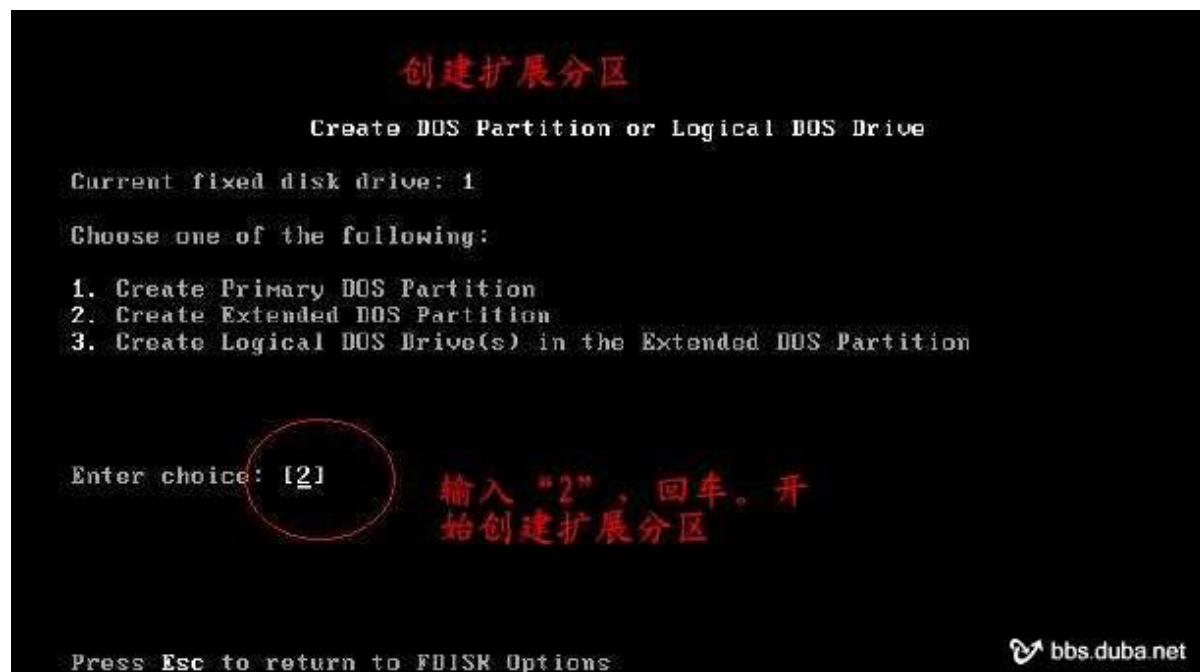 创建扩展分区
Create DOS Partition or Logical DOS Drive
Current fixed disk drive: 1
Choose one of the following:
1. Create Primary DOS Partition
2. Create Extended DOS Partition
3. Create Logical DOS Drive(s) in the Extended DOS Partition
Enter choice: [2]
输入“2”，回车。开
始创建扩展分区
Press Esc to return to FDISK Options
bbs.duba.net